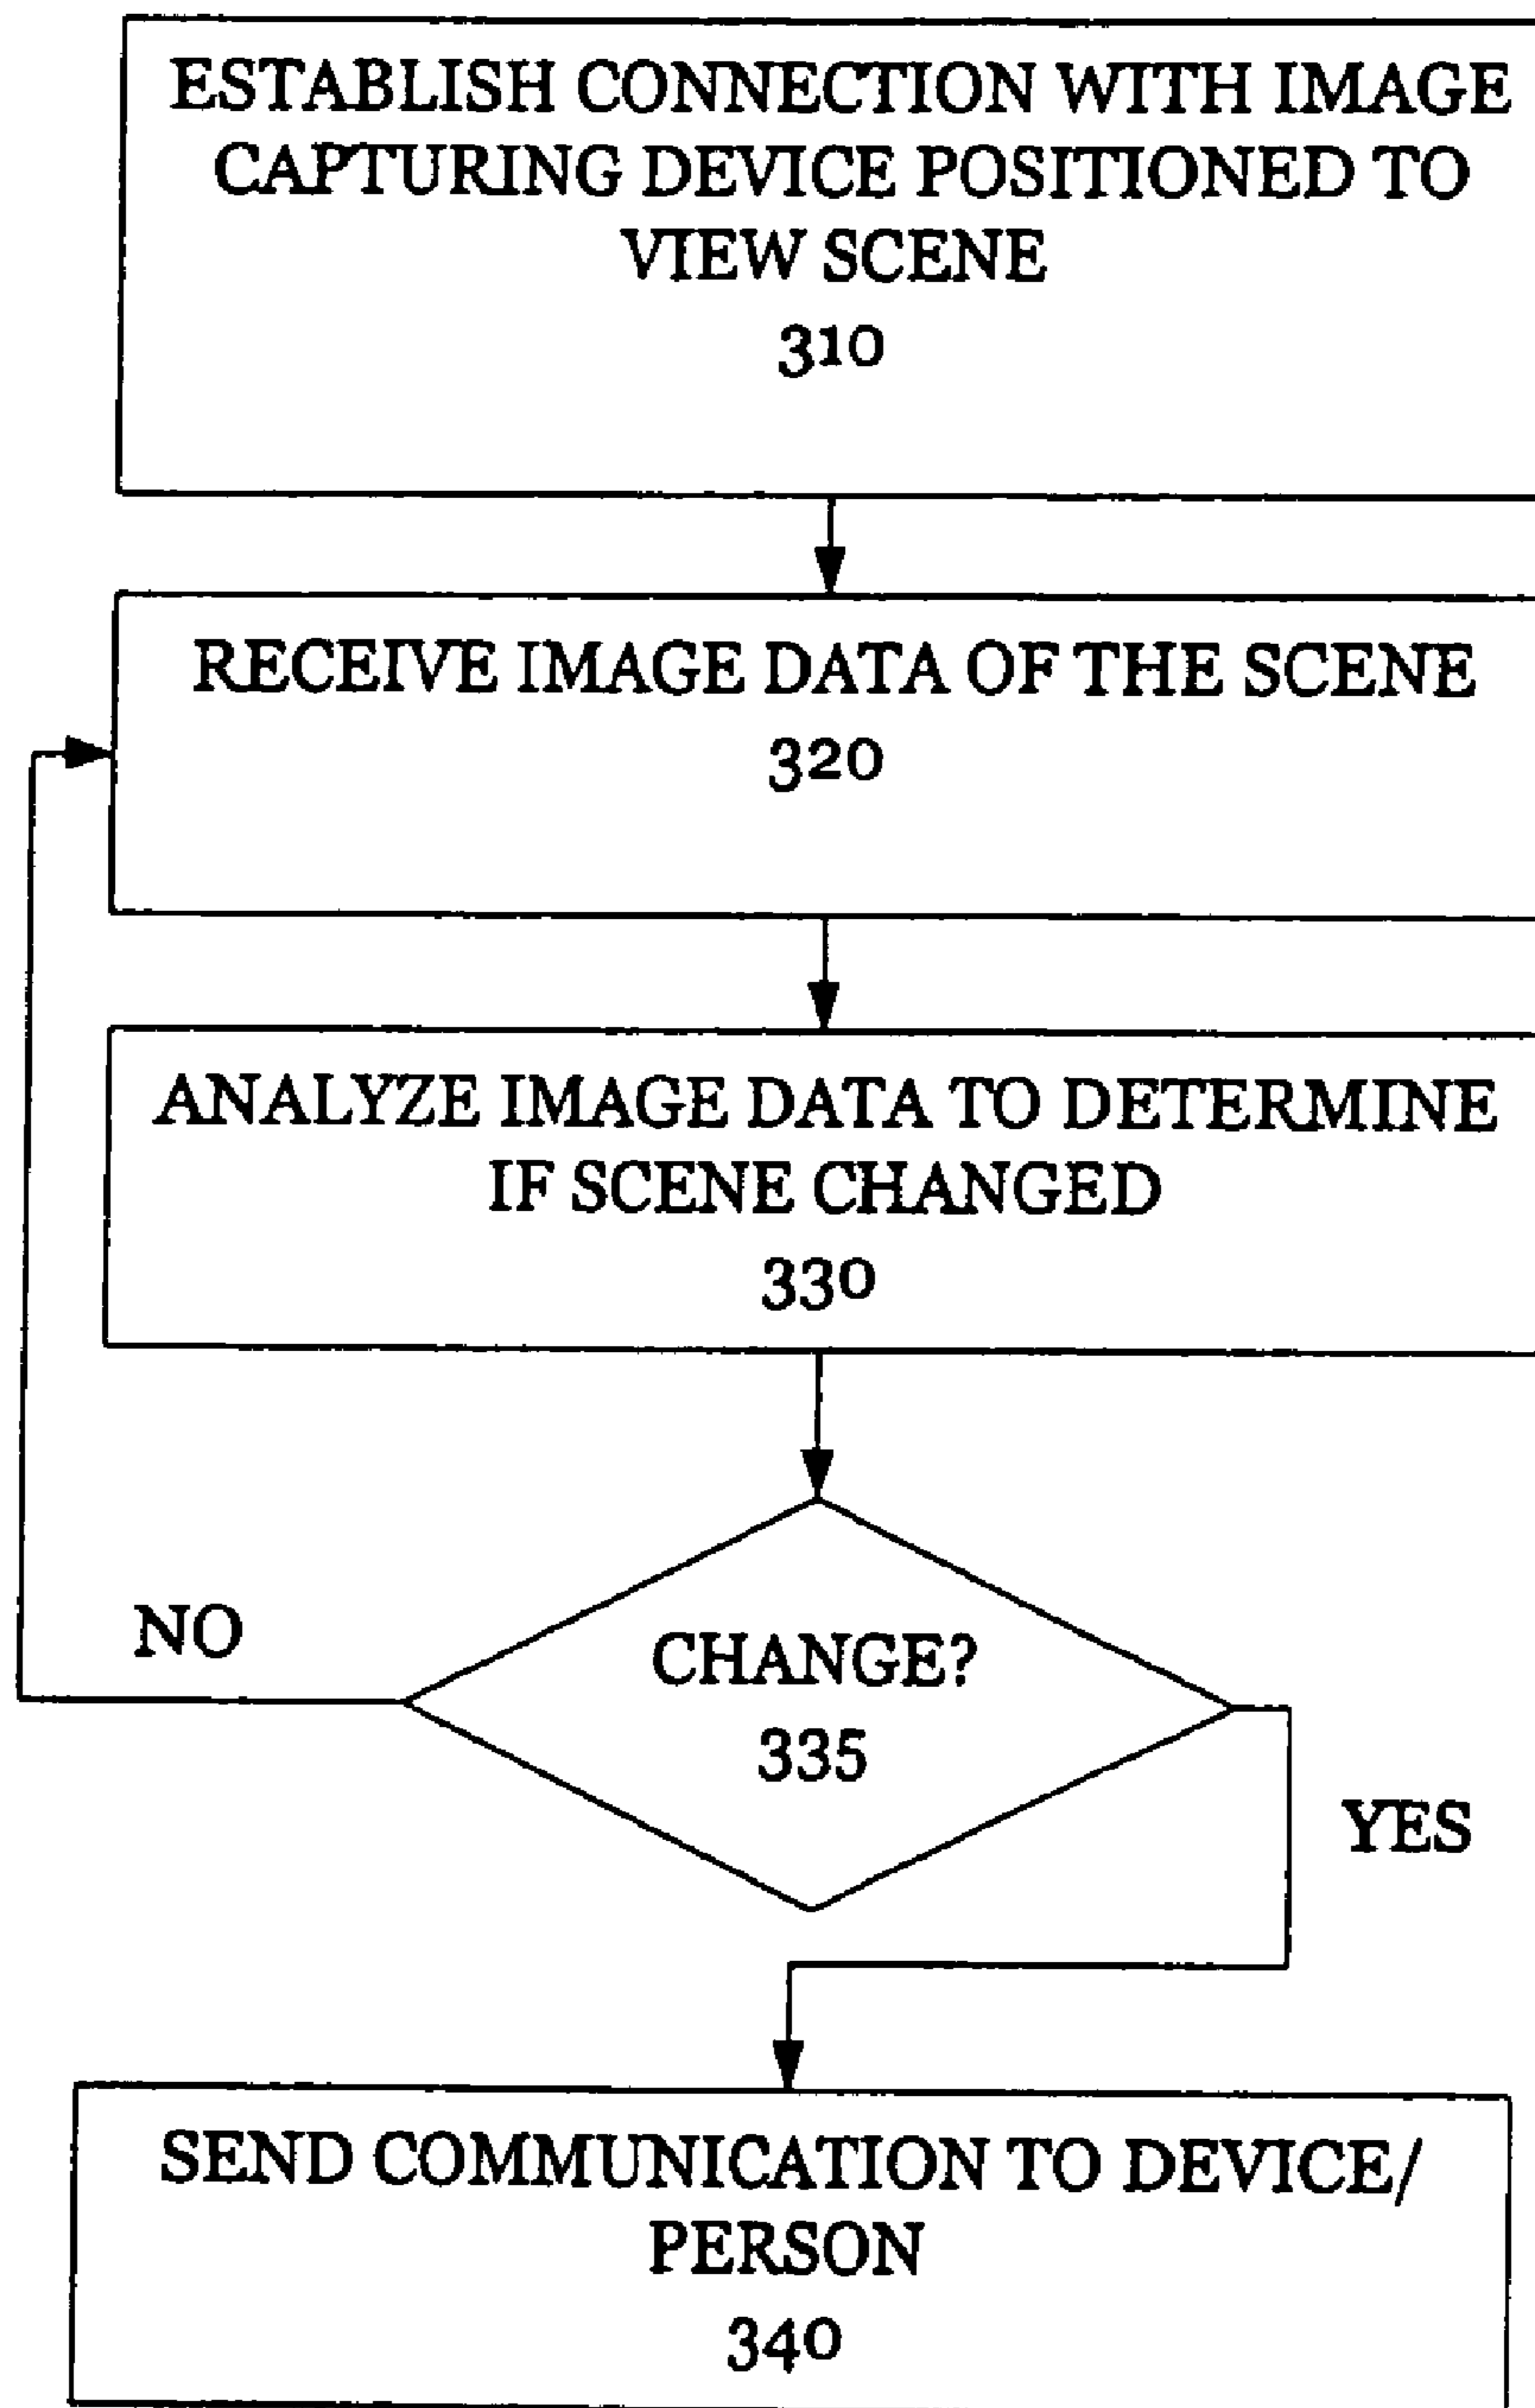 ESTABLISH CONNECTION WITH IMAGE
CAPTURING DEVICE POSITIONED TO
VIEW SCENE
310
RECEIVE IMAGE DATA OF THE SCENE
320
ANALYZE IMAGE DATA TO DETERMINE
IF SCENE CHANGED
330
NO
CHANGE?
335
YES
SEND COMMUNICATION TO DEVICE/
PERSON
340